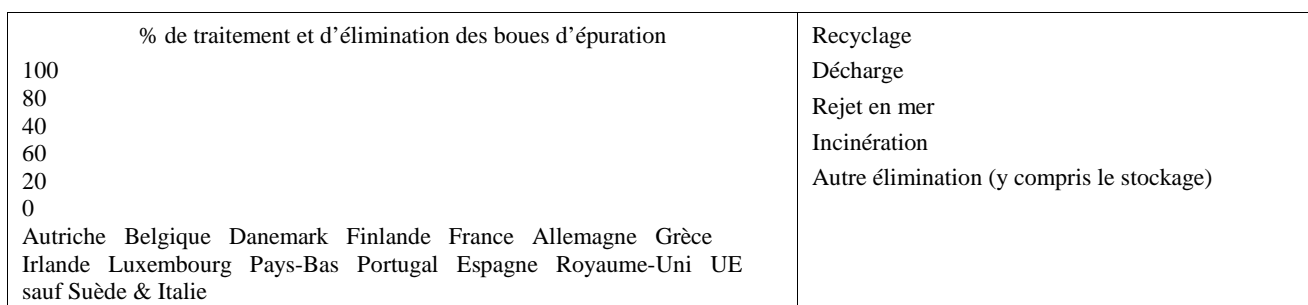 % de traitement et d'élimination des boues d'épuration
100
80
40
60
20
0
Autriche Belgique Danemark Finlande France Allemagne Grèce
Irlande Luxembourg Pays-Bas Portugal Espagne Royaume-Uni UE
sauf Suède & Italie
Recyclage
Décharge
Rejet en mer
Incinération
Autre élimination (y compris le stockage)